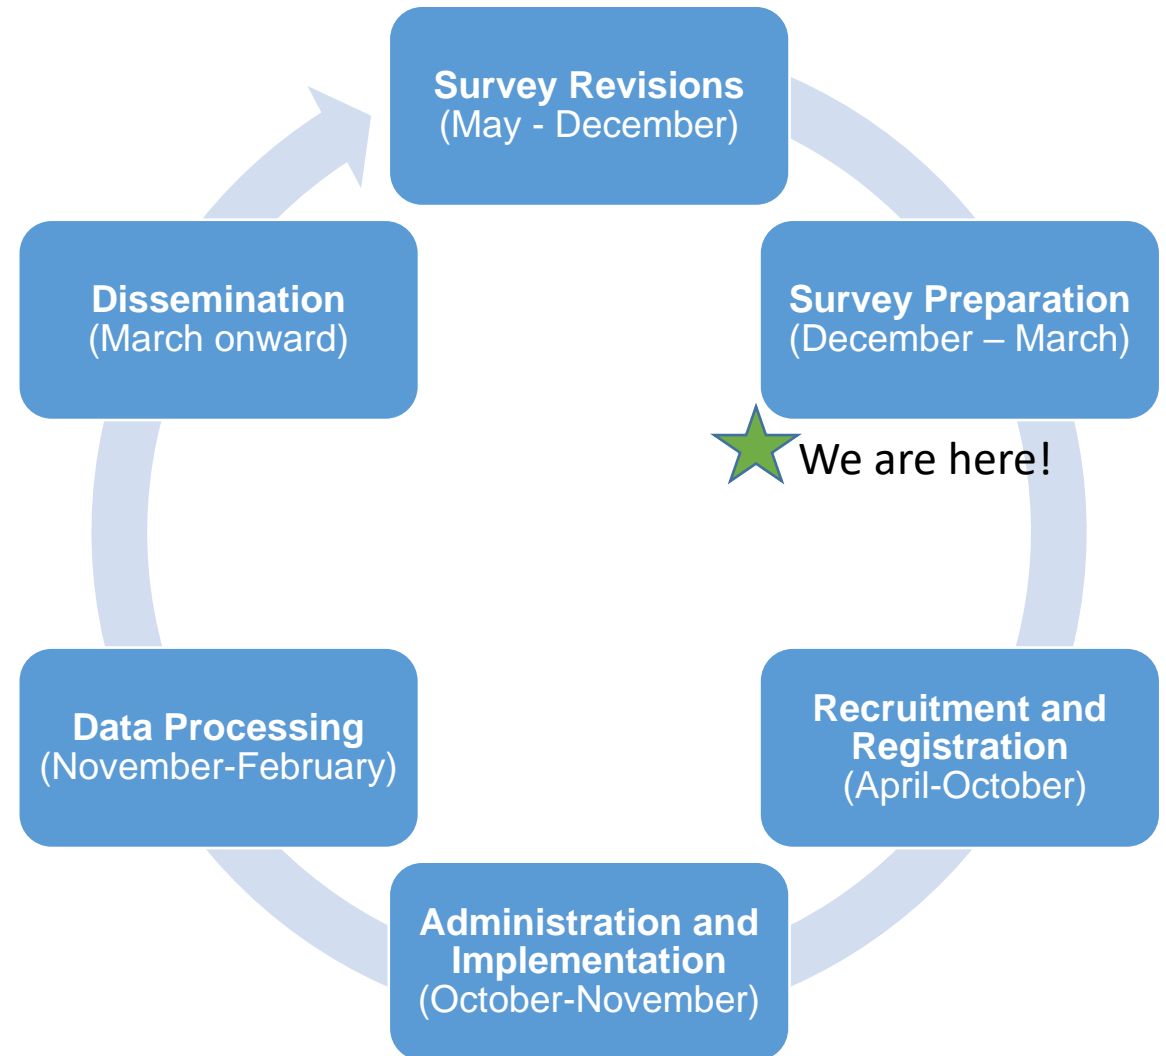 Survey Revisions
(May - December)
Survey Preparation
(December – March)
We are here!
Recruitment and
Registration
(April-October)
Administration and
Implementation
(October-November)
Data Processing
(November-February)
Dissemination
(March onward)